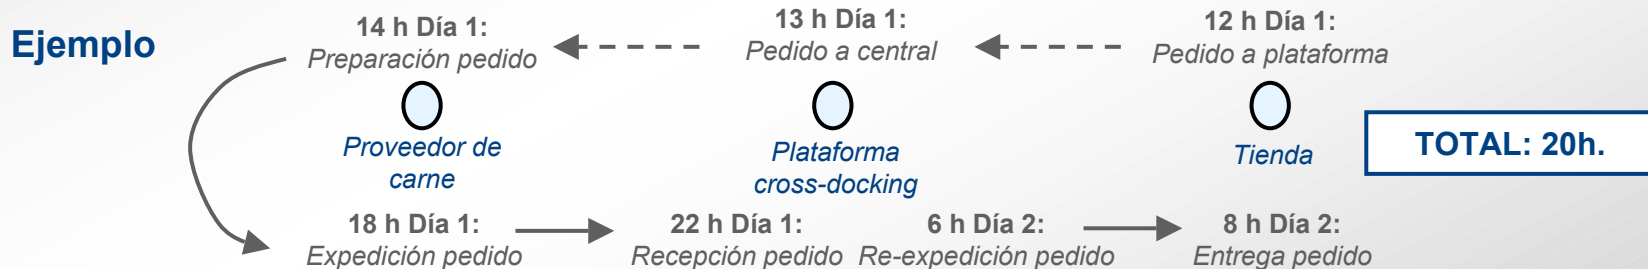 Ejemplo
14 h Día 1:
Preparación pedido
13 h Día 1:
Pedido a central
12 h Día 1:
Pedido a plataforma
Proveedor de
carne
Plataforma
cross-docking
Tienda
TOTAL: 20h.
18 h Día 1:
Expedición pedido
22 h Día 1:
Recepción pedido
6 h Día 2:
Re-expedición pedido
8 h Día 2:
Entrega pedido